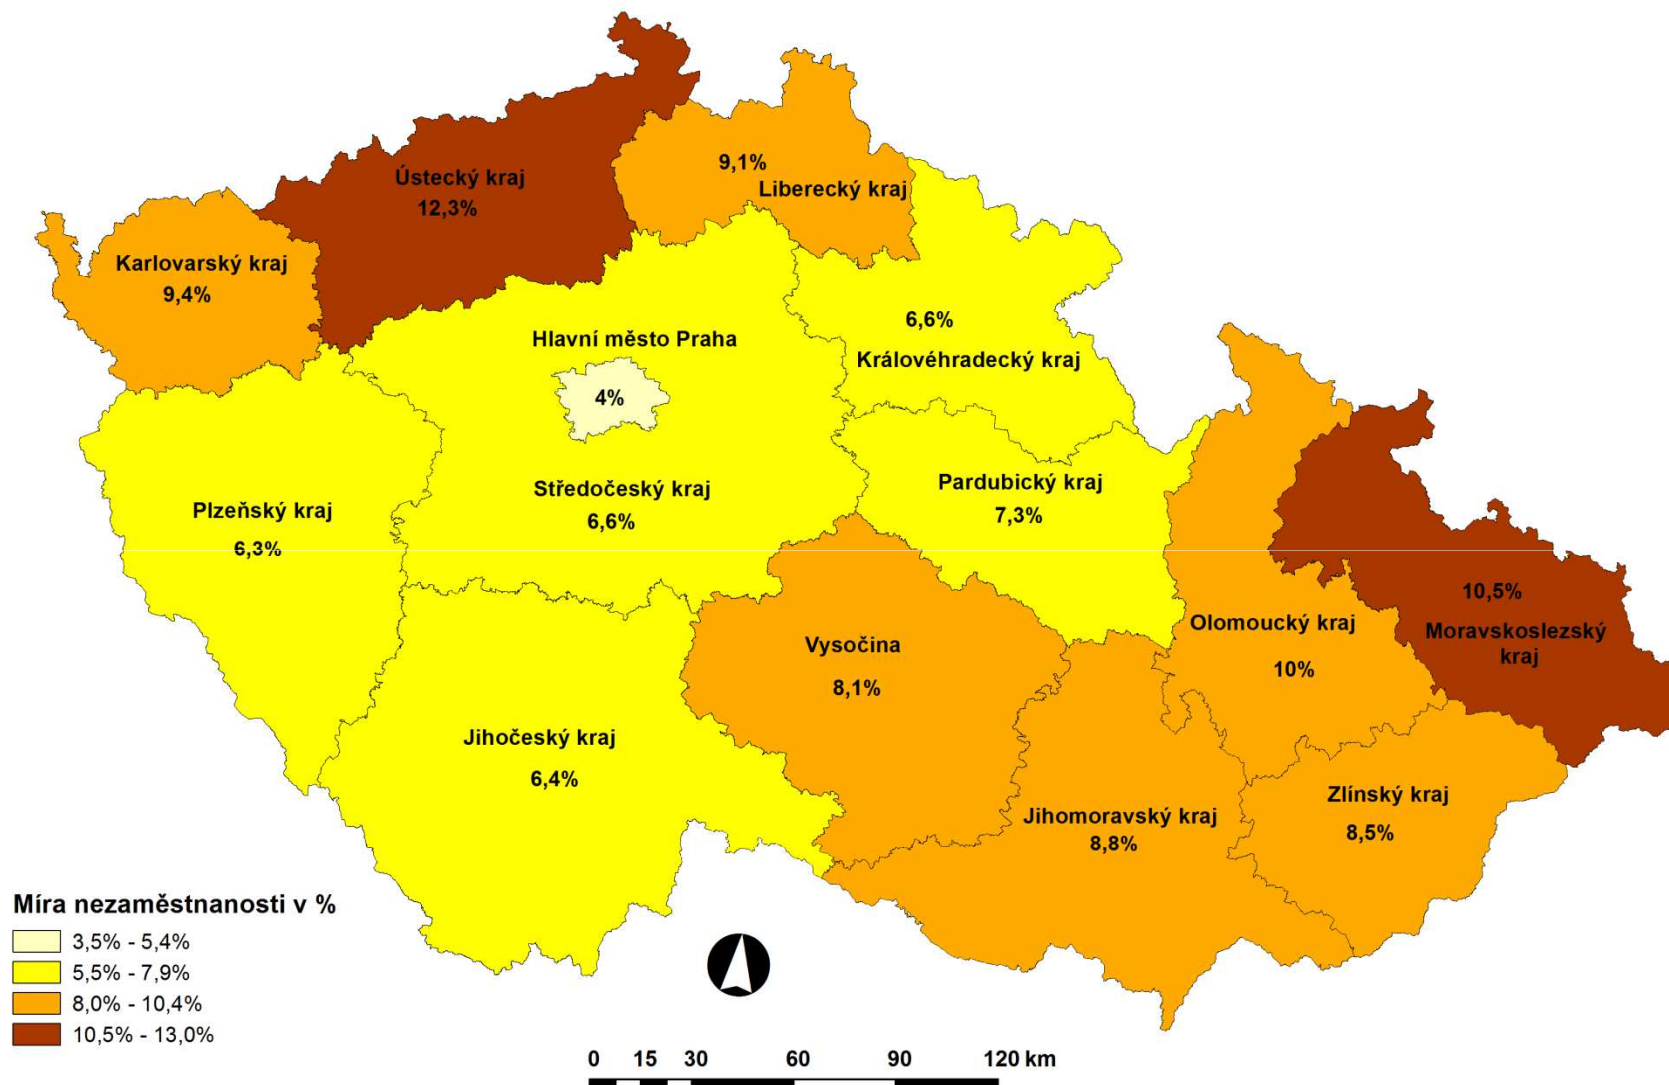 Ústecký kraj
12,3%
9,1%
Liberecký kraj
Karlovarský kraj
9,4%
6,6%
Královéhradecký kraj
Hlavní město Praha
4%
Středočeský kraj
6,6%
Pardubický kraj
7,3%
Plzeňský kraj
6,3%
10,5%
Moravskoslezský
kraj
Olomoucký kraj
10%
Vysočina
8,1%
Jihočeský kraj
6,4%
Jihomoravský kraj
8,8%
Zlínský kraj
8,5%
Míra nezaměstnanosti v %
3,5% - 5,4%
5,5% - 7,9%
8,0% - 10,4%
10,5% - 13,0%
0 15 30 60 90 120 km